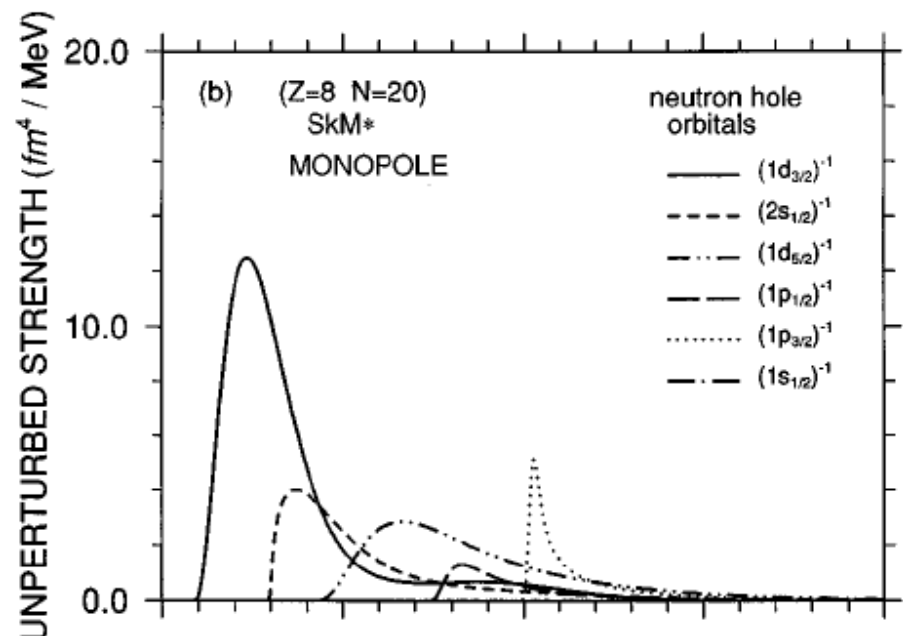 UNPERTURBED STRENGTH (fm⁴ / MeV)
20.0
10.0
0.0
(b) (Z=8 N=20)
SkM*
MONOPOLE
neutron hole
orbitals
(1d₃/₂)⁻¹
(2s₁/₂)⁻¹
(1d₅/₂)⁻¹
(1p₁/₂)⁻¹
(1p₃/₂)⁻¹
(1s₁/₂)⁻¹